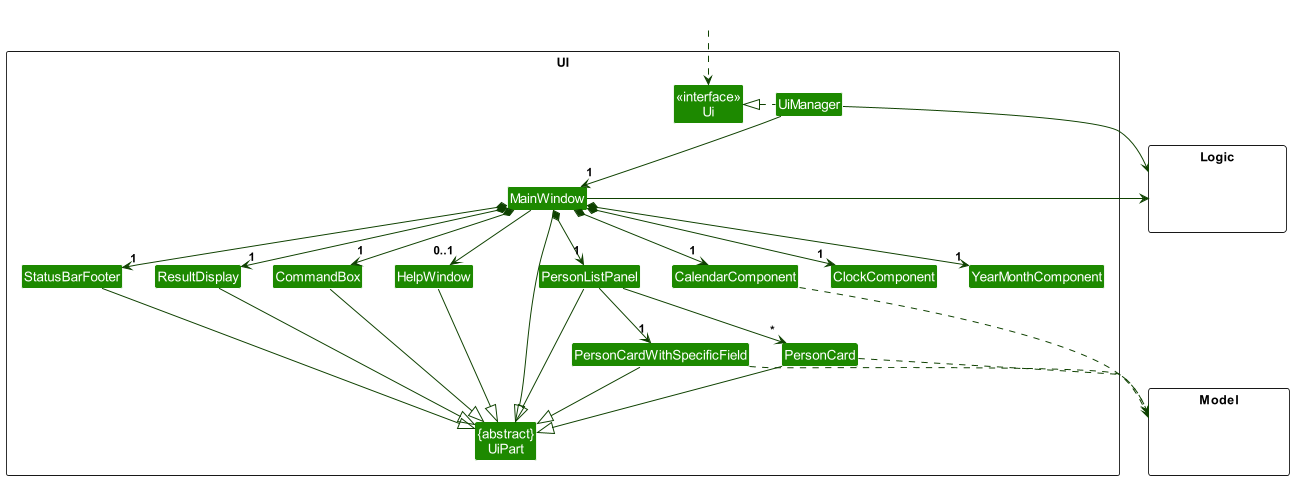 UI
«interface»
Ui
UiManager
Logic
1
MainWindow
1
1
1
0..1
1
1
1
1
StatusBarFooter
ResultDisplay
CommandBox
HelpWindow
PersonListPanel
CalendarComponent
ClockComponent
YearMonthComponent
1
*
PersonCardWithSpecificField
PersonCard
Model
{abstract}
UiPart